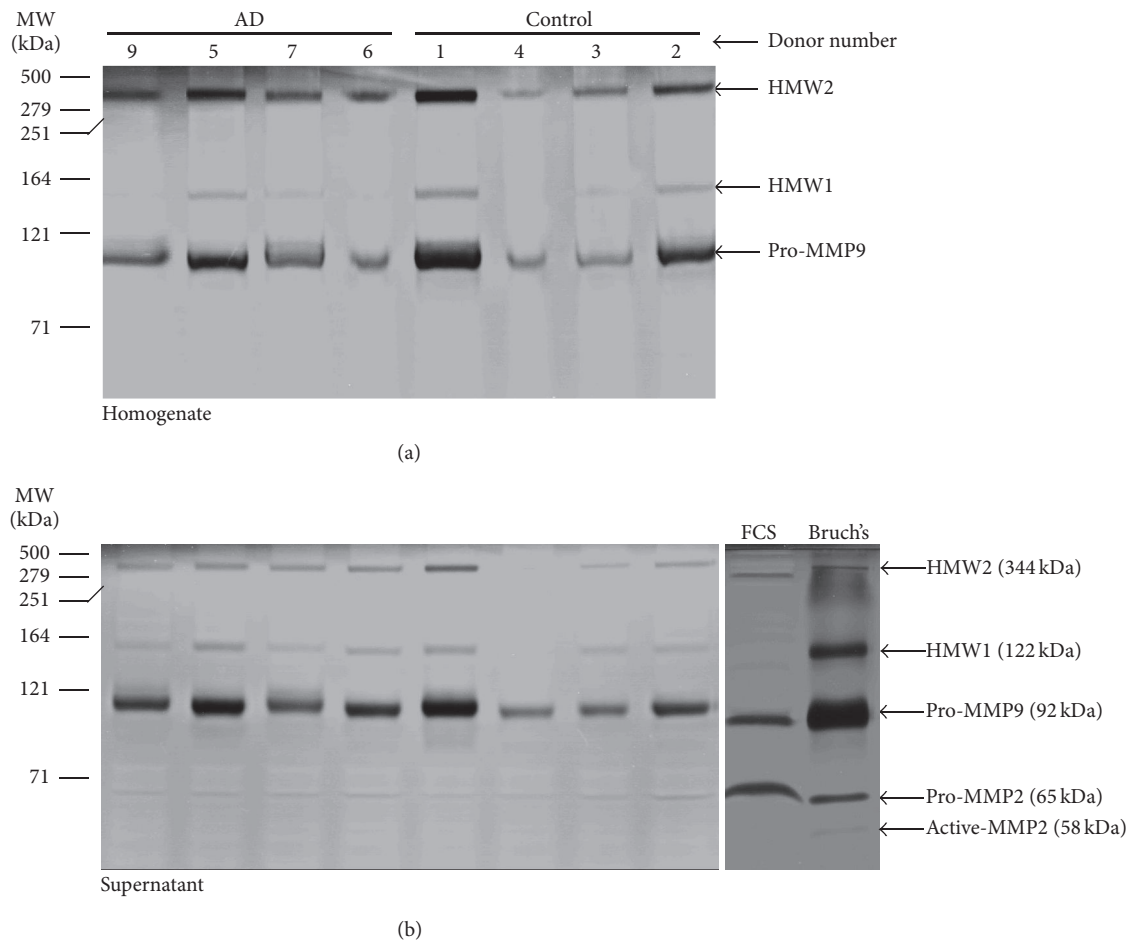 MW
(kDa)
AD
Control
9 5 7 6 1 4 3 2
Donor number
500
279
251
164
121
71
HMW2
HMW1
Pro-MMP9
Homogenate
(a)
MW
(kDa)
500
279
251
164
121
71
FCS Bruch's
HMW2 (344 kDa)
HMW1 (122 kDa)
Pro-MMP9 (92 kDa)
Pro-MMP2 (65 kDa)
Active-MMP2 (58 kDa)
Supernatant
(b)